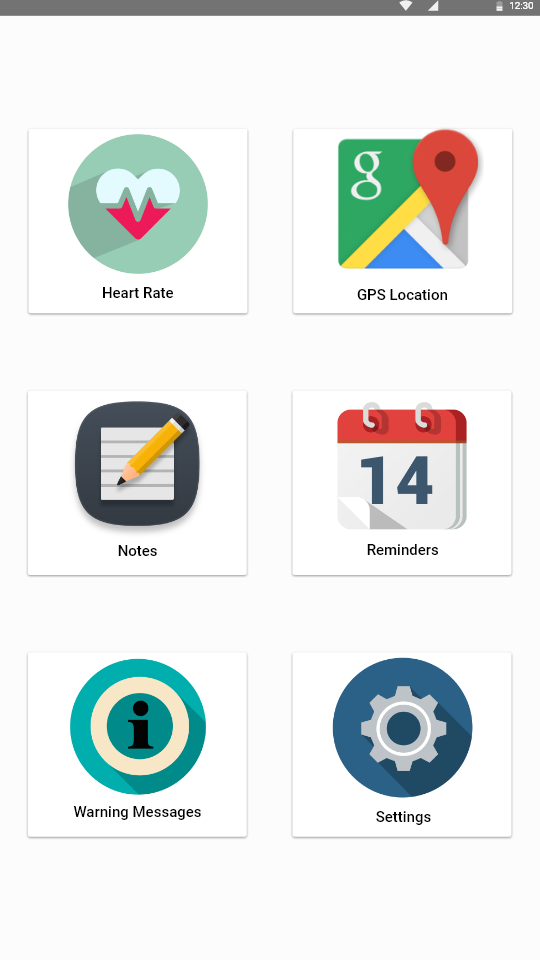 12:30
g
Heart Rate
GPS Location
14
Notes
Reminders
i
Warning Messages
Settings